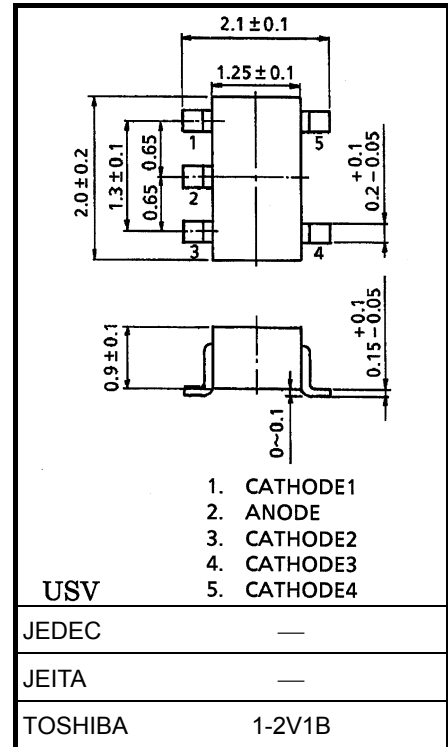 2.1±0.1
1.25±0.1
2.0±0.2
1.3±0.1
0.65
0.65
1
2
3
5
4
+0.1
0.2−0.05
0.9±0.1
0~0.1
+0.1
0.15−0.05
1. CATHODE1
2. ANODE
3. CATHODE2
4. CATHODE3
5. CATHODE4
USV
JEDEC —
JEITA —
TOSHIBA 1-2V1B